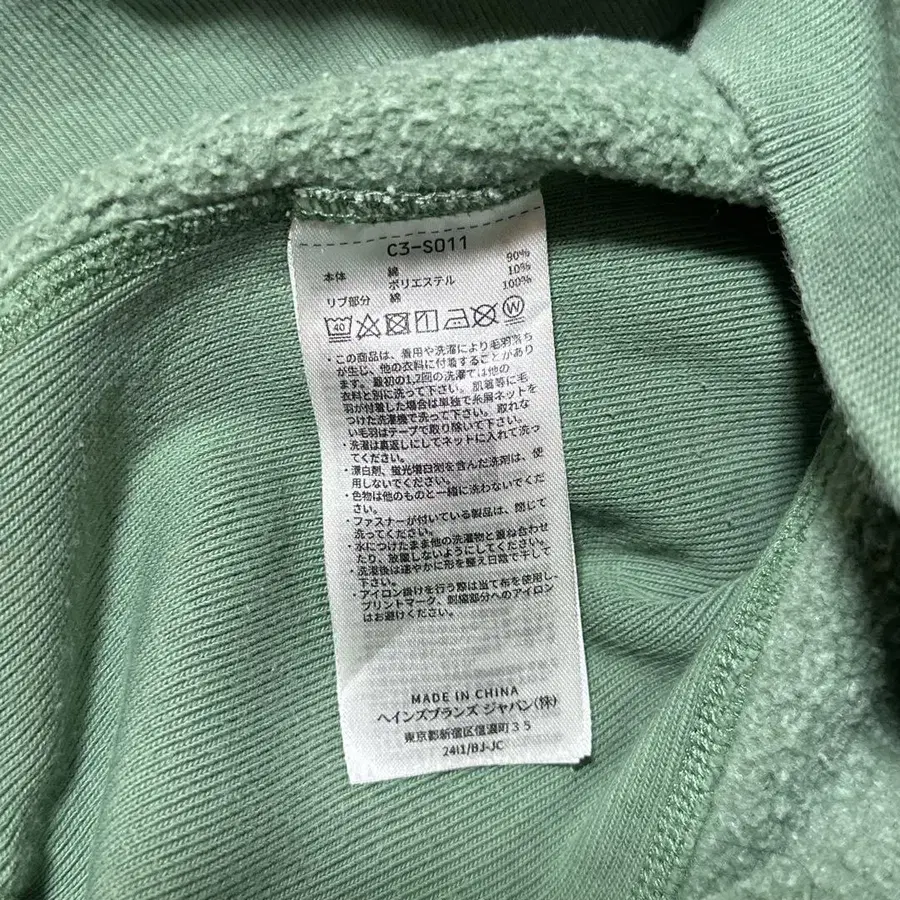 C3-S011
本体 綿 90%
ポリエステル 10%
リブ部分 綿 100%
40 W
・この商品は、着用や洗濯により毛羽落ち
が生じ、他の衣料に付着することがあり
ます。最初の1,2回の洗濯では他の
衣料と別に洗って下さい。肌着等に毛
羽が付着した場合は単独で糸屑ネットを
つけた洗濯機で洗って下さい。取れな
い毛羽はテープで取り除いて下さい。
・洗濯は裏返しにしてネットに入れて洗っ
てください。
・漂白剤、蛍光増白剤を含んだ洗剤は、使
用しないでください。
・色物は他のものと一緒に洗わないでくだ
さい。
・ファスナーが付いている製品は、閉じて
洗ってください。
・水につけたまま他の洗濯物と重ね合わせ
たり、放置しないようにしてください。
・洗濯後は速やかに形を整え日陰で干して
下さい。
・アイロン掛けを行う際は当て布を使用し、
プリントマーク、刺繍部分へのアイロン
はお避けください。
MADE IN CHINA
ヘインズブランズ ジャパン(株)
東京都新宿区信濃町35
24I1/BJ-JC